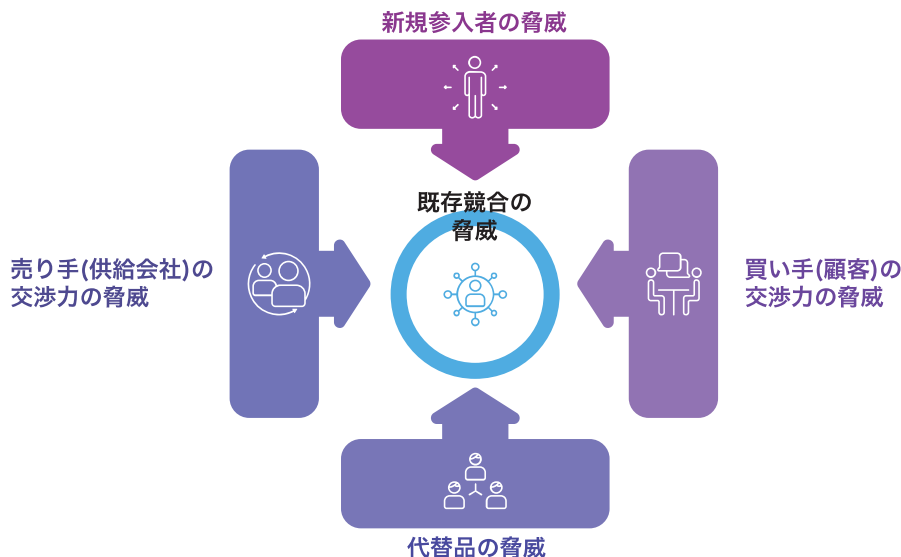 新規参入者の脅威
既存競合の
脅威
売り手(供給会社)の
交渉力の脅威
買い手(顧客)の
交渉力の脅威
代替品の脅威